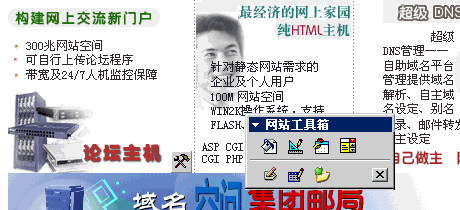 构建网上交流新门户
300兆网站空间
可自行上传论坛程序
带宽及24/7人机监控保障
论坛主机
最经济的网上家园
纯HTML主机
针对静态网站需求的
企业及个人用户
100M 网站空间
WIN2K操作系统,支持
FLASH、
ASP CGI
CGI PHP
网站工具箱
超级 DNS
超级
DNS管理——
自助域名平台
管理提供域名
解析、自主域
名设定、别名
录、邮件转发
主设定
自己做主
域名 空间 集团邮局